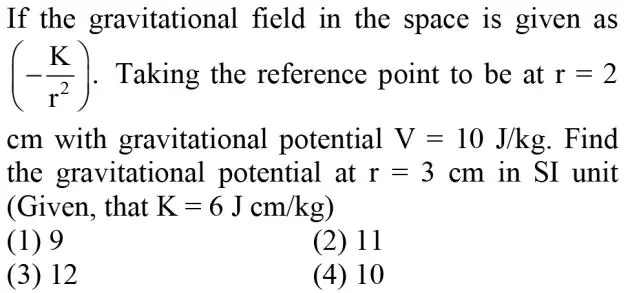 If the gravitational field in the space is given as
(−K/r²). Taking the reference point to be at r = 2
cm with gravitational potential V = 10 J/kg. Find
the gravitational potential at r = 3 cm in SI unit
(Given, that K = 6 J cm/kg)
(1) 9 (2) 11
(3) 12 (4) 10